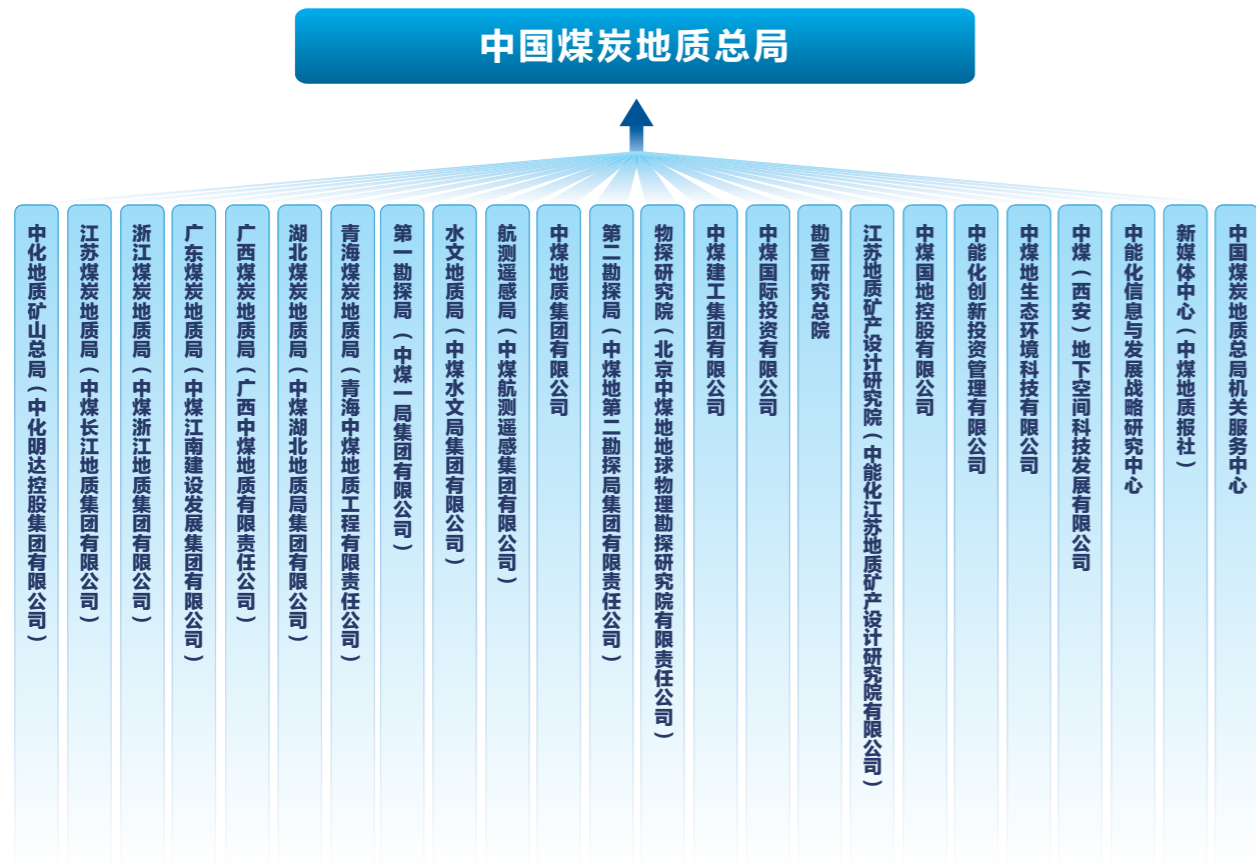 中国煤炭地质总局
中化地质矿山总局（中化明达控股集团有限公司）
江苏煤炭地质局（中煤长江地质集团有限公司）
浙江煤炭地质局（中煤浙江地质集团有限公司）
广东煤炭地质局（中煤江南建设发展集团有限公司）
广西煤炭地质局（广西中煤地质有限责任公司）
湖北煤炭地质局（中煤湖北地质局集团有限公司）
青海煤炭地质局（青海中煤地质工程有限责任公司）
第一勘探局（中煤一局集团有限公司）
水文地质局（中煤水文局集团有限公司）
航测遥感局（中煤航测遥感集团有限公司）
中煤地质集团有限公司
第二勘探局（中煤地第二勘探局集团有限责任公司）
物探研究院（北京中煤地地球物理勘探研究院有限责任公司）
中煤建工集团有限公司
中煤国际投资有限公司
勘查研究总院
江苏地质矿产设计研究院（中能化江苏地质矿产设计研究院有限公司）
中煤国地控股有限公司
中能化创新投资管理有限公司
中煤地生态环境科技有限公司
中煤（西安）地下空间科技发展有限公司
中能化信息与发展战略研究中心
新媒体中心（中煤地质报社）
中国煤炭地质总局机关服务中心